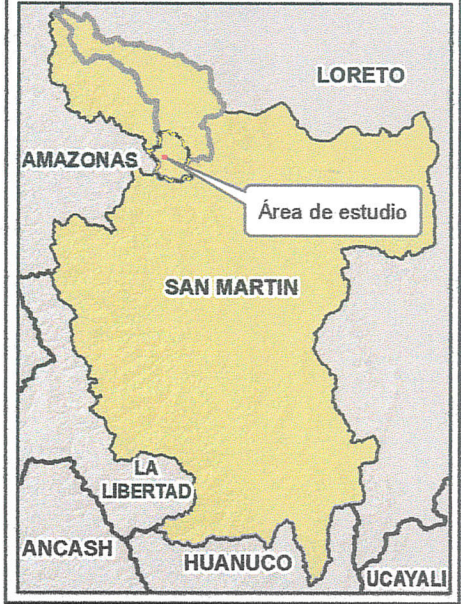 LORETO
AMAZONAS
Área de estudio
SAN MARTIN
LA
LIBERTAD
ANCASH
HUANUCO
UCAYALI